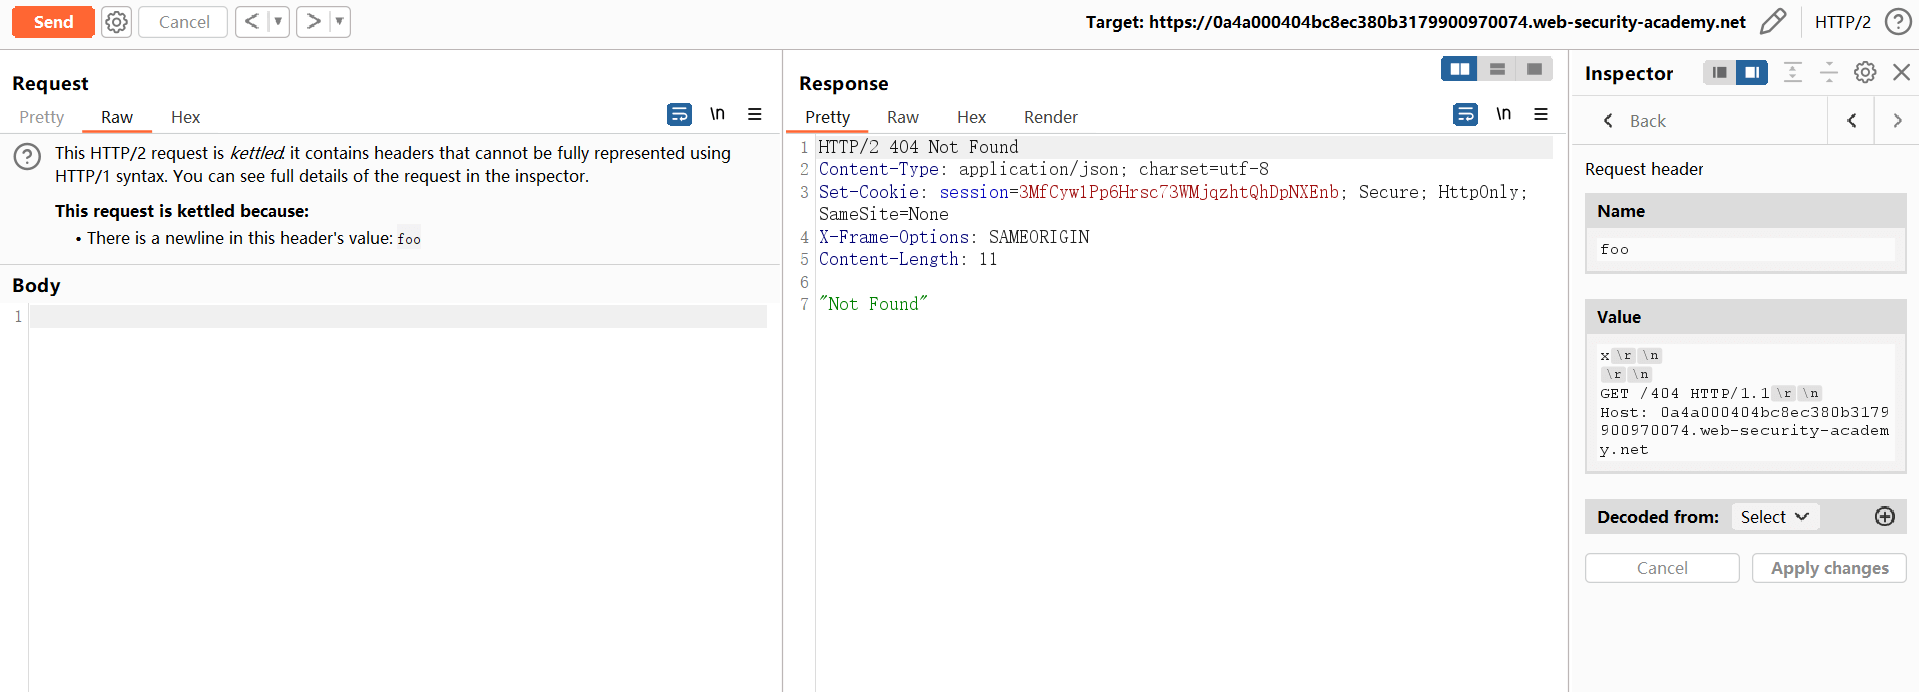 Send
Cancel
Target: https://0a4a000404bc8ec380b3179900970074.web-security-academy.net
HTTP/2
Request
Pretty
Raw
Hex
\n
This HTTP/2 request is kettled: it contains headers that cannot be fully represented using
HTTP/1 syntax. You can see full details of the request in the inspector.
This request is kettled because:
• There is a newline in this header's value: foo
Body
1
Response
Pretty
Raw
Hex
Render
\n
1 HTTP/2 404 Not Found
2 Content-Type: application/json; charset=utf-8
3 Set-Cookie: session=3MfCyw1Pp6Hrsc73WMjqzhtQhDpNXEnb; Secure; HttpOnly;
SameSite=None
4 X-Frame-Options: SAMEORIGIN
5 Content-Length: 11
6
7 "Not Found"
Inspector
Back
Request header
Name
foo
Value
x\r\n
\r\n
GET /404 HTTP/1.1\r\n
Host: 0a4a000404bc8ec380b3179
900970074.web-security-academ
y.net
Decoded from:
Select
Cancel
Apply changes